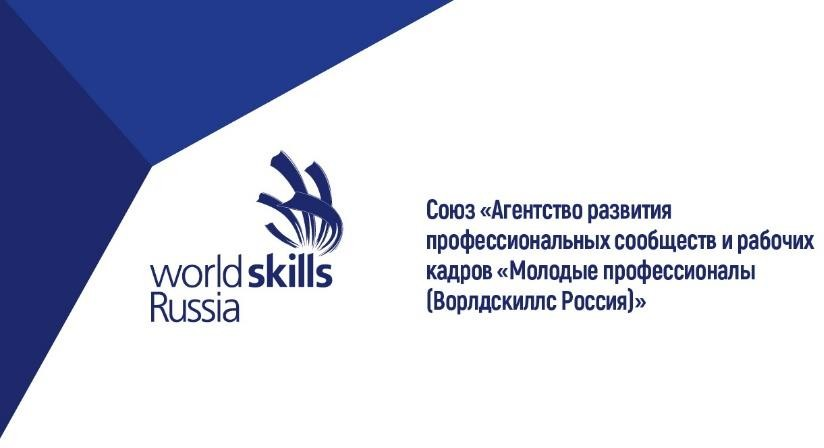 world skills
Russia
Союз «Агентство развития
профессиональных сообществ и рабочих
кадров «Молодые профессионалы
(Ворлдскиллс Россия)»